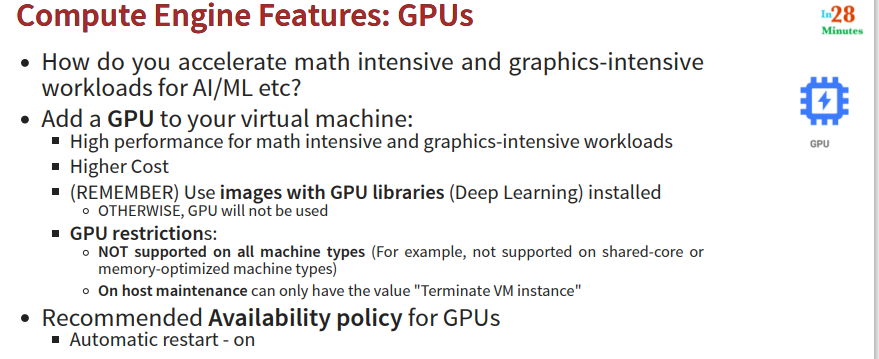 Compute Engine Features: GPUs
In28
Minutes
How do you accelerate math intensive and graphics-intensive
workloads for AI/ML etc?
Add a GPU to your virtual machine:
High performance for math intensive and graphics-intensive workloads
Higher Cost
(REMEMBER) Use images with GPU libraries (Deep Learning) installed
OTHERWISE, GPU will not be used
GPU restrictions:
NOT supported on all machine types (For example, not supported on shared-core or
memory-optimized machine types)
On host maintenance can only have the value "Terminate VM instance"
Recommended Availability policy for GPUs
Automatic restart - on
GPU